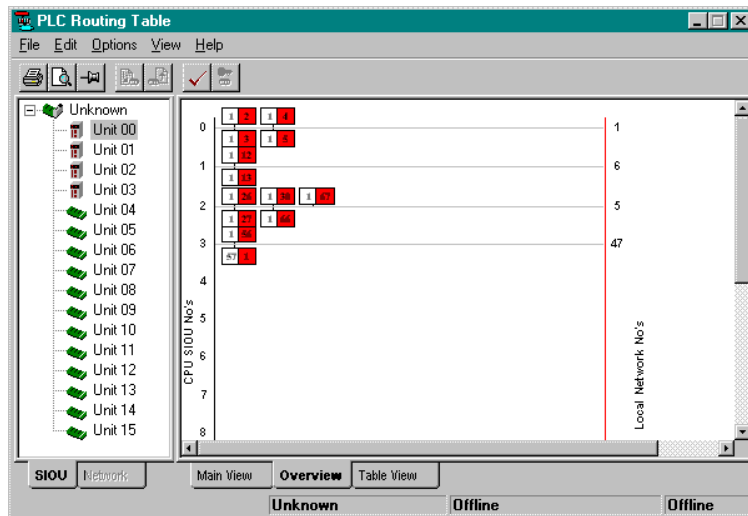 PLC Routing Table
File Edit Options View Help
Unknown
Unit 00
Unit 01
Unit 02
Unit 03
Unit 04
Unit 05
Unit 06
Unit 07
Unit 08
Unit 09
Unit 10
Unit 11
Unit 12
Unit 13
Unit 14
Unit 15
SIOU Network
1 2 1 4
0 1
1 3 1 5
1 12
1 6
1 13
1 26 1 38 1 67
2 5
1 27 1 66
1 56
3 47
57 1
4
5
6
7
8
CPU SIOU No's
Local Network No's
Main View Overview Table View
Unknown Offline Offline